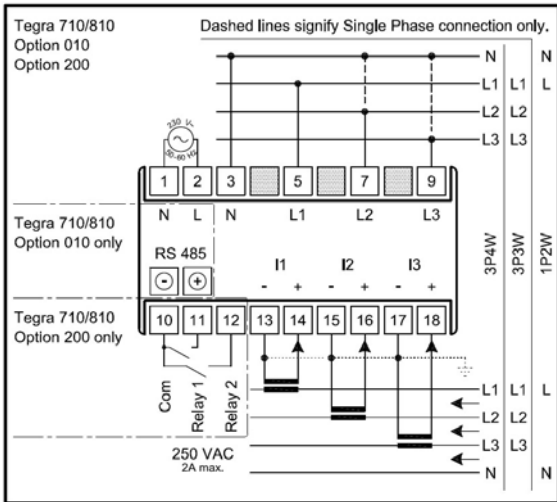 Tegra 710/810
Option 010
Option 200
Dashed lines signify Single Phase connection only.
N N
L1 L1 L
L2 L2
L3 L3
230 V~
50-60 Hz
1 2 3 5 7 9
N L N L1 L2 L3
Tegra 710/810
Option 010 only
RS 485
I1 I2 I3
- + - + - + - +
3P4W
3P3W
1P2W
Tegra 710/810
Option 200 only
10 11 12 13 14 15 16 17 18
Com
Relay 1
Relay 2
L1 L1 L
L2 L2
L3 L3
N N
250 VAC
2A max.